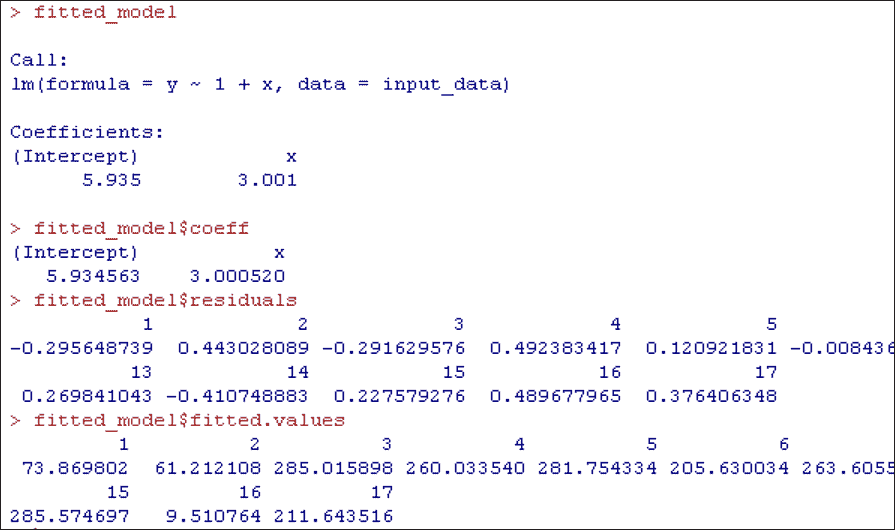 > fitted_model
Call:
lm(formula = y ~ 1 + x, data = input_data)
Coefficients:
(Intercept) x
5.935 3.001
> fitted_model$coeff
(Intercept) x
5.934563 3.000520
> fitted_model$residuals
1 2 3 4 5
-0.295648739 0.443028089 -0.291629576 0.492383417 0.120921831 -0.008436
13 14 15 16 17
0.269841043 -0.410748883 0.227579276 0.489677965 0.376406348
> fitted_model$fitted.values
1 2 3 4 5 6
73.869802 61.212108 285.015898 260.033540 281.754334 205.630034 263.6055
15 16 17
285.574697 9.510764 211.643516